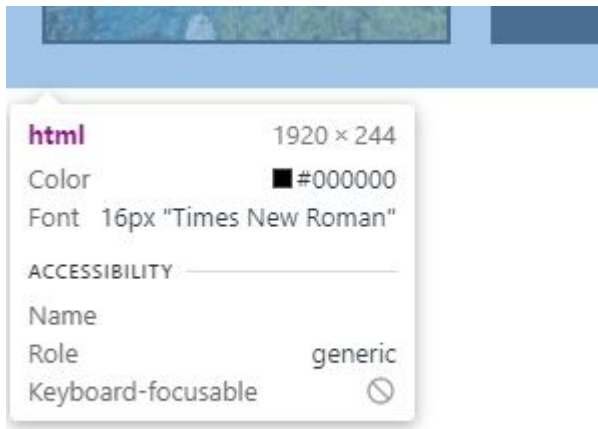 html 1920 × 244
Color #000000
Font 16px "Times New Roman"
ACCESSIBILITY
Name
Role generic
Keyboard-focusable